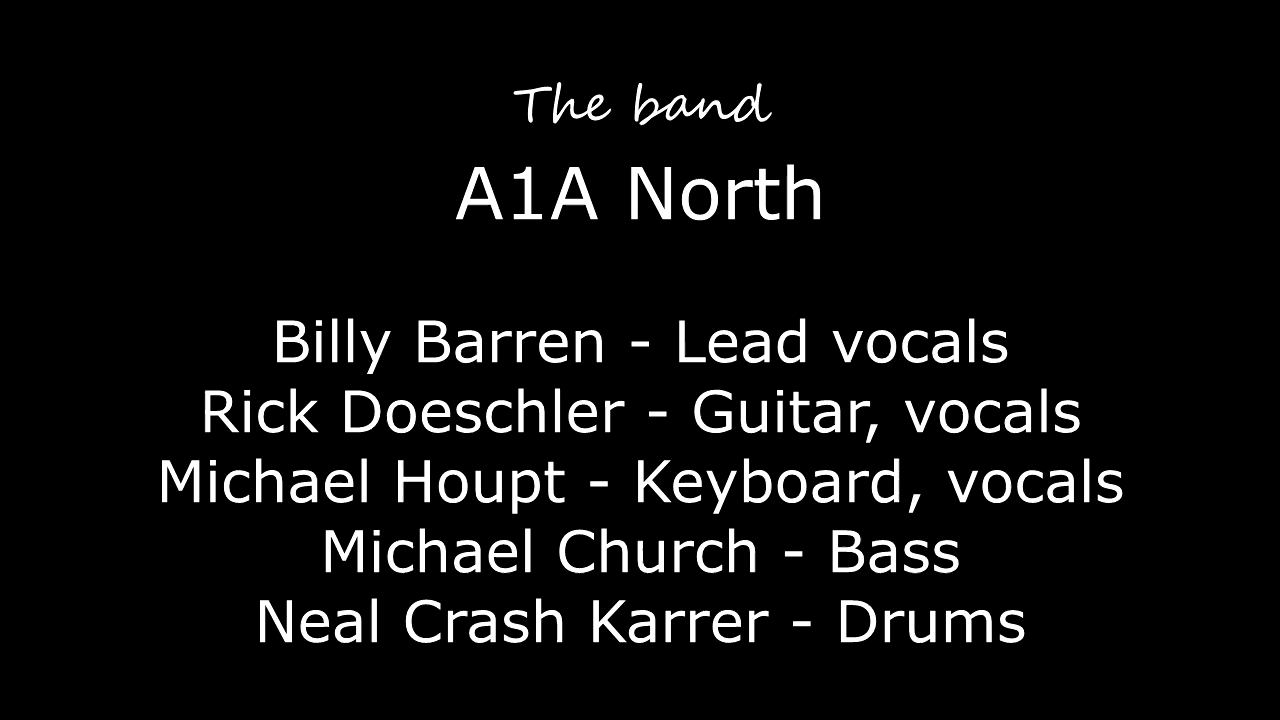 The band
A1A North
Billy Barren - Lead vocals
Rick Doeschler - Guitar, vocals
Michael Houpt - Keyboard, vocals
Michael Church - Bass
Neal Crash Karrer - Drums